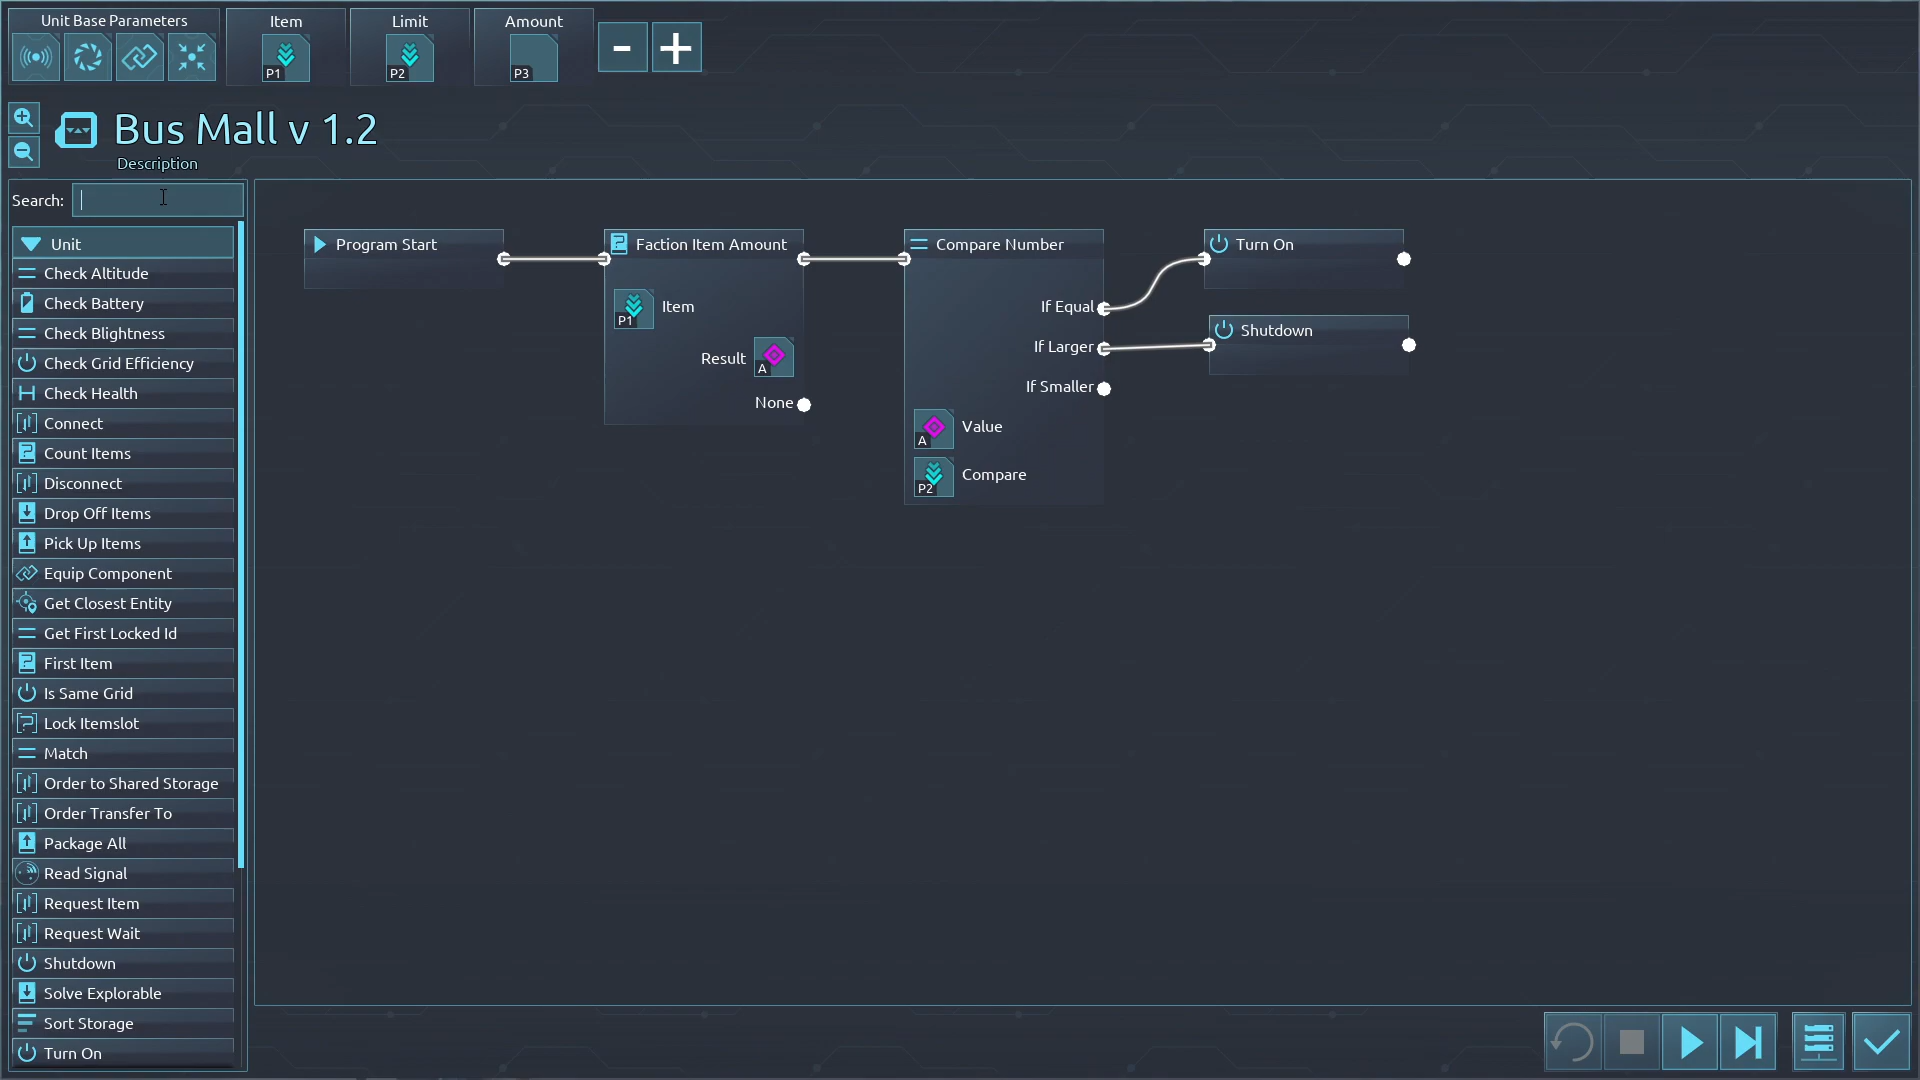 Unit Base Parameters
Item
P1
Limit
P2
Amount
P3
Bus Mall v 1.2
Description
Search:
Unit
Check Altitude
Check Battery
Check Blightness
Check Grid Efficiency
Check Health
Connect
Count Items
Disconnect
Drop Off Items
Pick Up Items
Equip Component
Get Closest Entity
Get First Locked Id
First Item
Is Same Grid
Lock Itemslot
Match
Order to Shared Storage
Order Transfer To
Package All
Read Signal
Request Item
Request Wait
Shutdown
Solve Explorable
Sort Storage
Turn On
Program Start
Faction Item Amount
P1 Item
Result A
None
Compare Number
If Equal
If Larger
If Smaller
A Value
P2 Compare
Turn On
Shutdown